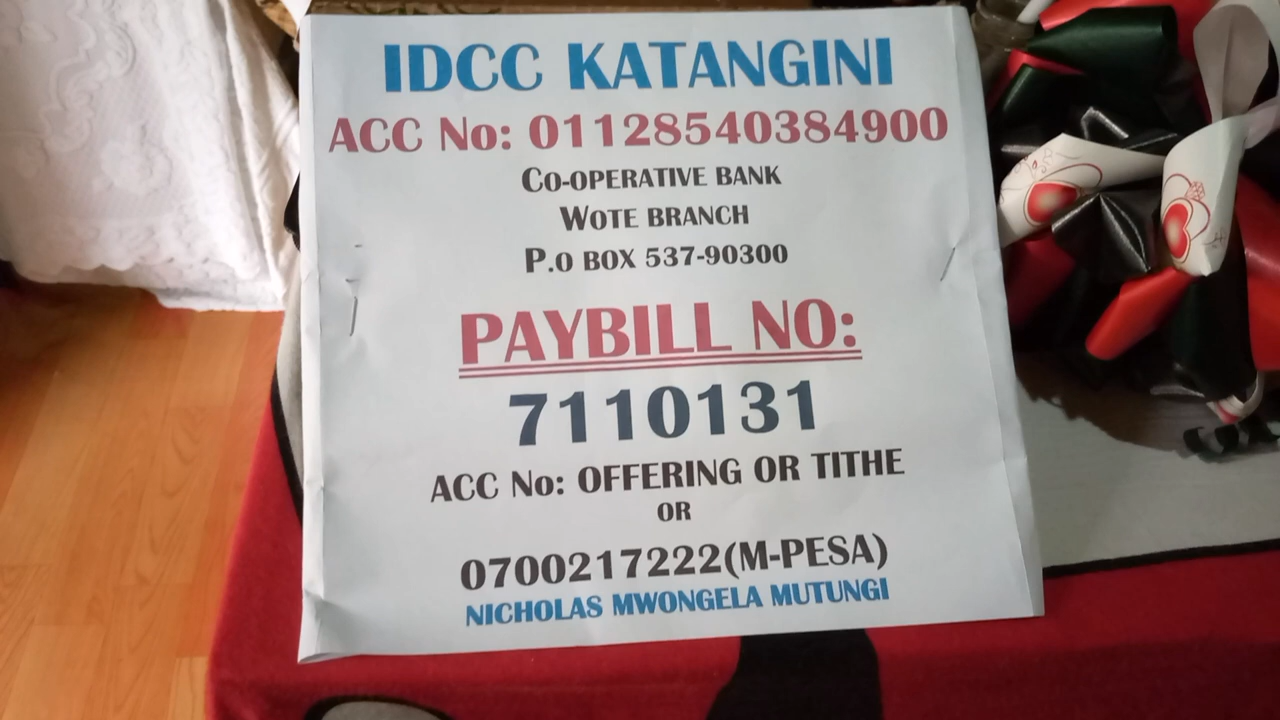 IDCC KATANGINI
ACC No: 01128540384900
CO-OPERATIVE BANK
WOTE BRANCH
P.O BOX 537-90300
PAYBILL NO:
7110131
ACC No: OFFERING OR TITHE
OR
0700217222(M-PESA)
NICHOLAS MWONGELA MUTUNGI